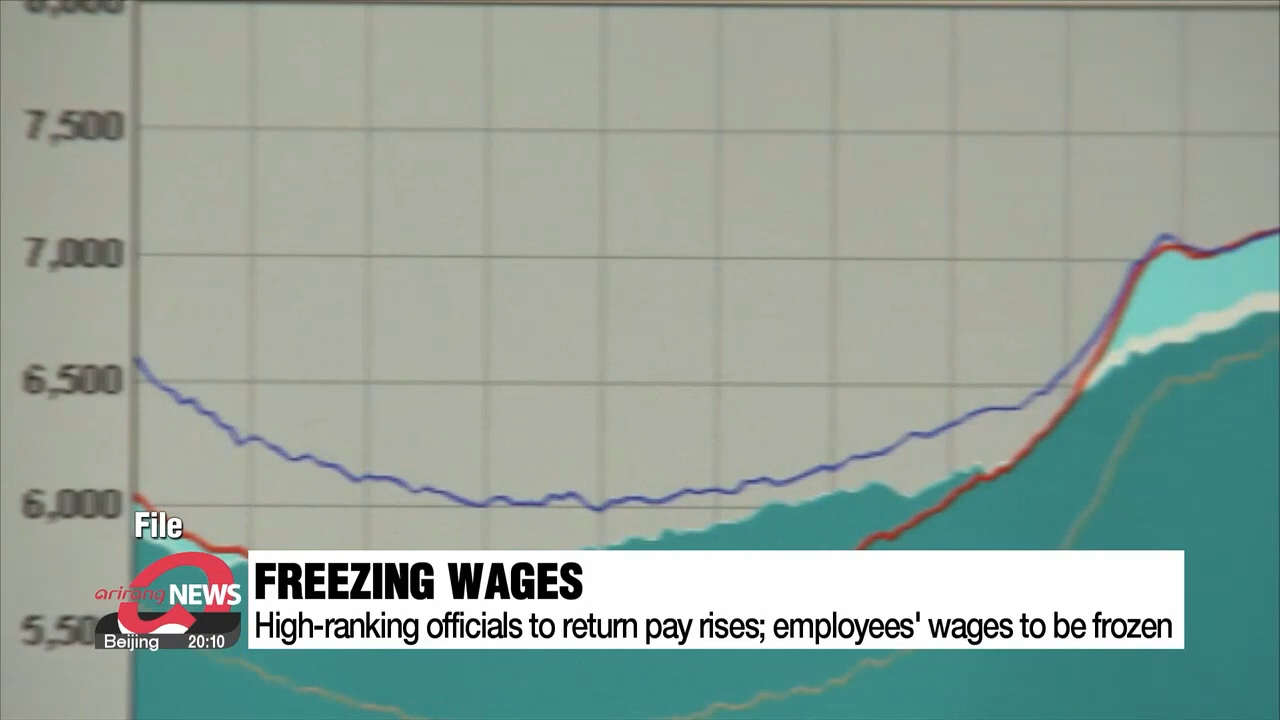 7,500
7,000
6,500
6,000
File
arirang NEWS
Beijing 20:10
FREEZING WAGES
High-ranking officials to return pay rises; employees' wages to be frozen